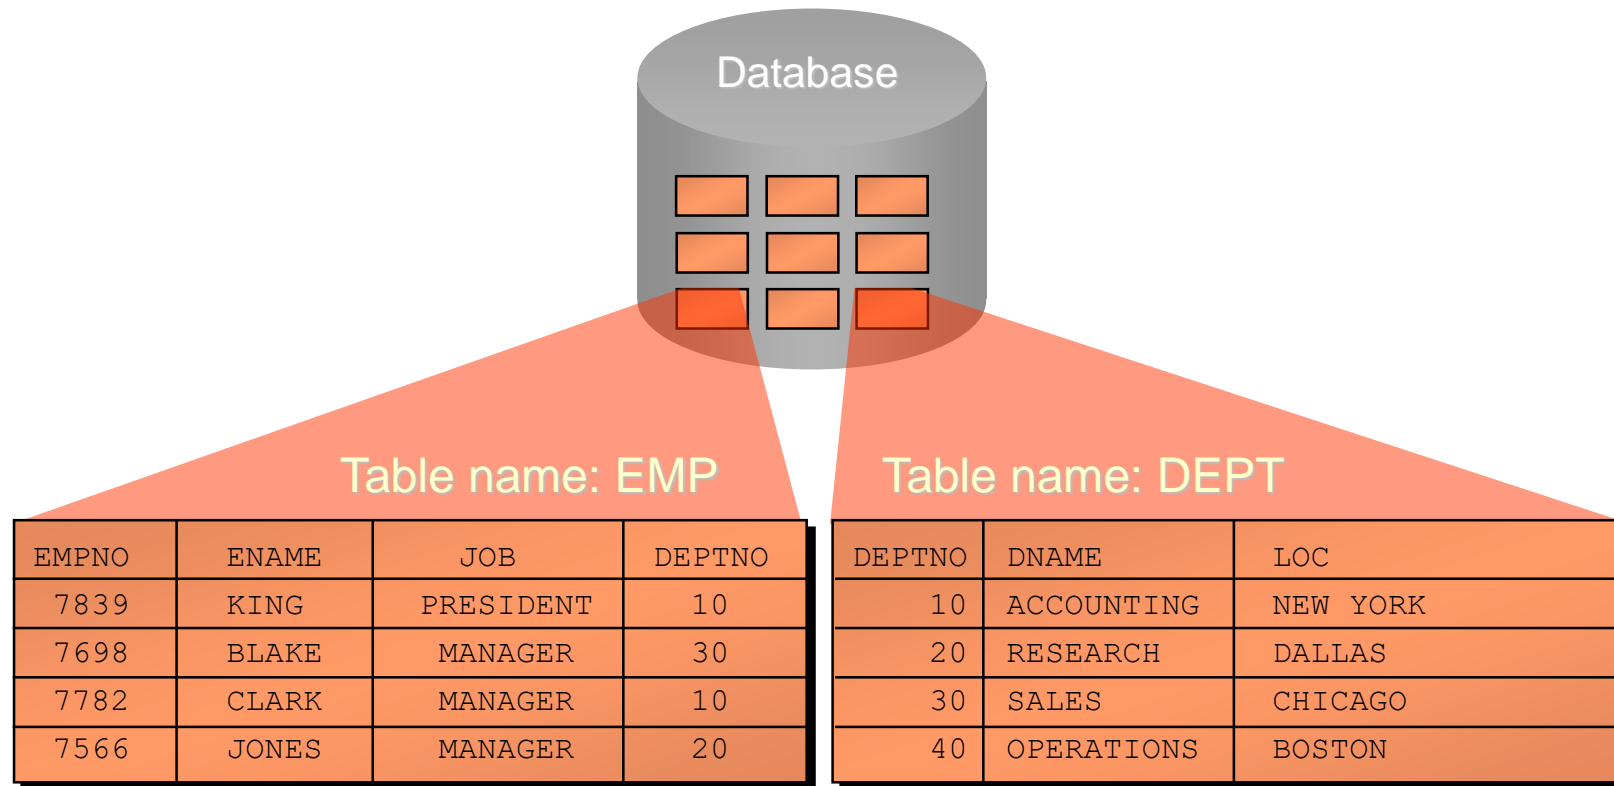 Database
Table name: EMP
EMPNO ENAME JOB DEPTNO
7839 KING PRESIDENT 10
7698 BLAKE MANAGER 30
7782 CLARK MANAGER 10
7566 JONES MANAGER 20
Table name: DEPT
DEPTNO DNAME LOC
10 ACCOUNTING NEW YORK
20 RESEARCH DALLAS
30 SALES CHICAGO
40 OPERATIONS BOSTON